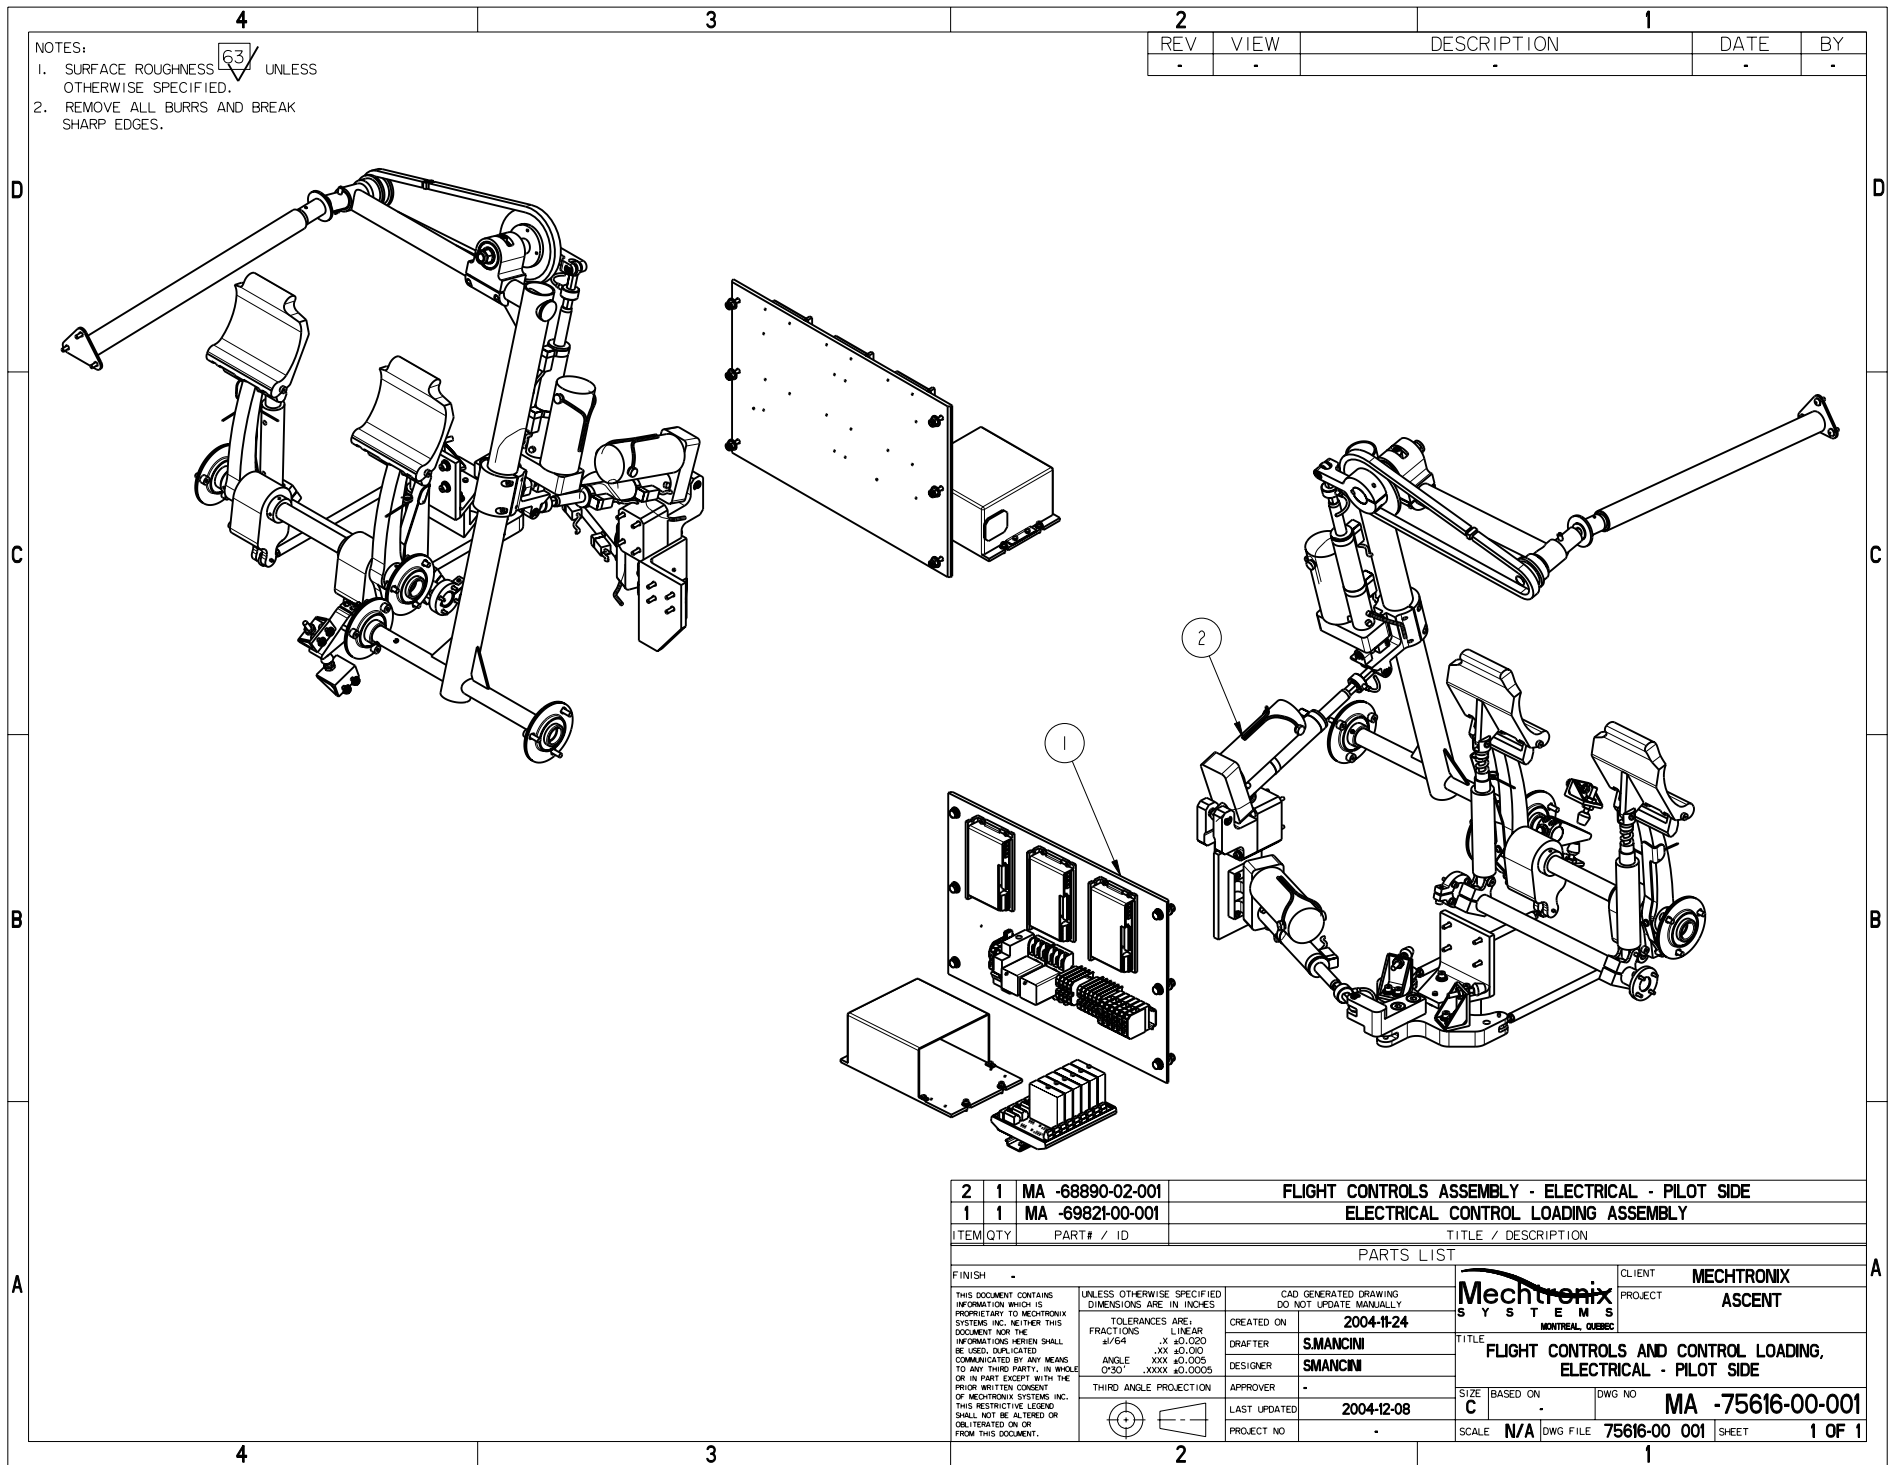 4 3 2 1
NOTES:
1. SURFACE ROUGHNESS 63 UNLESS
OTHERWISE SPECIFIED.
2. REMOVE ALL BURRS AND BREAK
SHARP EDGES.
REV VIEW DESCRIPTION DATE BY
- - - - -
D D
C C
2
1
B B
2 1 MA -68890-02-001 FLIGHT CONTROLS ASSEMBLY - ELECTRICAL - PILOT SIDE
1 1 MA -69821-00-001 ELECTRICAL CONTROL LOADING ASSEMBLY
ITEM QTY PART# / ID TITLE / DESCRIPTION
PARTS LIST
A A
FINISH -
THIS DOCUMENT CONTAINS
INFORMATION WHICH IS
PROPRIETARY TO MECHTRONIX
SYSTEMS INC. NEITHER THIS
DOCUMENT NOR THE
INFORMATIONS HERIEN SHALL
BE USED, DUPLICATED
COMMUNICATED BY ANY MEANS
TO ANY THIRD PARTY, IN WHOLE
OR IN PART EXCEPT WITH THE
PRIOR WRITTEN CONSENT
OF MECHTRONIX SYSTEMS INC.
THIS RESTRICTIVE LEGEND
SHALL NOT BE ALTERED OR
OBLITERATED ON OR
FROM THIS DOCUMENT.
UNLESS OTHERWISE SPECIFIED
DIMENSIONS ARE IN INCHES
TOLERANCES ARE:
FRACTIONS LINEAR
±1/64 .X ±0.020
.XX ±0.010
ANGLE XXX ±0.005
0°30' .XXXX ±0.0005
THIRD ANGLE PROJECTION
CAD GENERATED DRAWING
DO NOT UPDATE MANUALLY
CREATED ON 2004-11-24
DRAFTER S.MANCINI
DESIGNER SMANCINI
APPROVER -
LAST UPDATED 2004-12-08
PROJECT NO -
Mechtronix
SYSTEMS
MONTREAL, QUEBEC
CLIENT MECHTRONIX
PROJECT ASCENT
TITLE
FLIGHT CONTROLS AND CONTROL LOADING,
ELECTRICAL - PILOT SIDE
SIZE C BASED ON - DWG NO MA -75616-00-001
SCALE N/A DWG FILE 75616-00 001 SHEET 1 OF 1
4 3 2 1